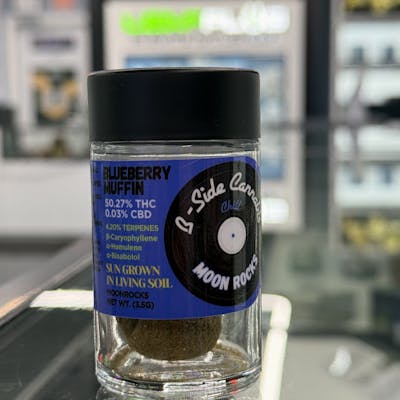 BLUEBERRY
MUFFIN
50.27% THC
0.03% CBD
4.20% TERPENES
β-Caryophyllene
α-Humulene
α-Bisabolol
SUN GROWN
IN LIVING SOIL
MOONROCKS
NET WT. (3.5G)
B-Side Cannabis
Chill
MOON ROCKS